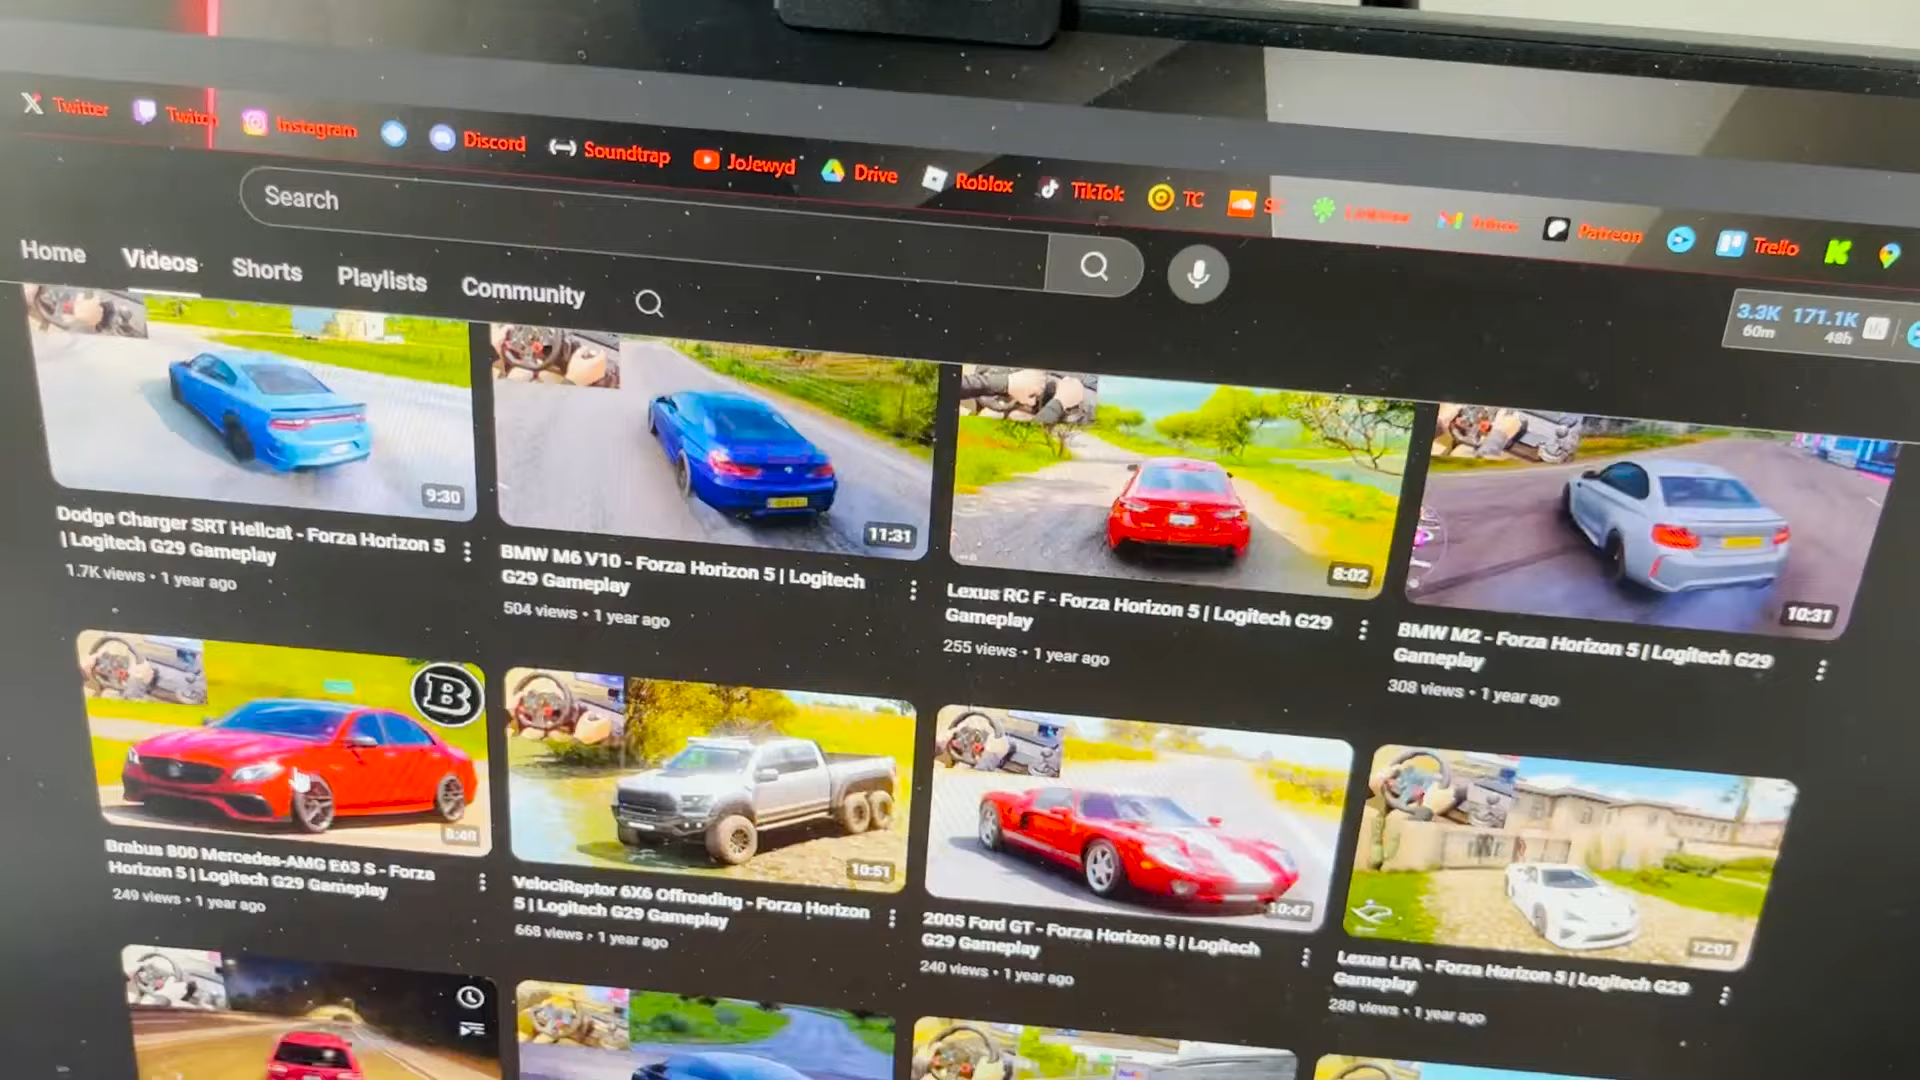 Twitter
Twitch
Instagram
Discord
Soundtrap
JoJewyd
Drive
Roblox
TikTok
TC
SC
Inbox
Patreon
Trello
Search
Home
Videos
Shorts
Playlists
Community
3.3K 171.1K
60m 48h
9:30
Dodge Charger SRT Hellcat - Forza Horizon 5
| Logitech G29 Gameplay
1.7K views • 1 year ago
11:31
BMW M6 V10 - Forza Horizon 5 | Logitech
G29 Gameplay
504 views • 1 year ago
8:02
Lexus RC F - Forza Horizon 5 | Logitech G29
Gameplay
255 views • 1 year ago
10:31
BMW M2 - Forza Horizon 5 | Logitech G29
Gameplay
308 views • 1 year ago
B
8:40
Brabus 800 Mercedes-AMG E63 S - Forza
Horizon 5 | Logitech G29 Gameplay
249 views • 1 year ago
10:51
VelociRaptor 6X6 Offroading - Forza Horizon
5 | Logitech G29 Gameplay
668 views • 1 year ago
10:47
2005 Ford GT - Forza Horizon 5 | Logitech
G29 Gameplay
240 views • 1 year ago
12:01
Lexus LFA - Forza Horizon 5 | Logitech G29
Gameplay
288 views • 1 year ago